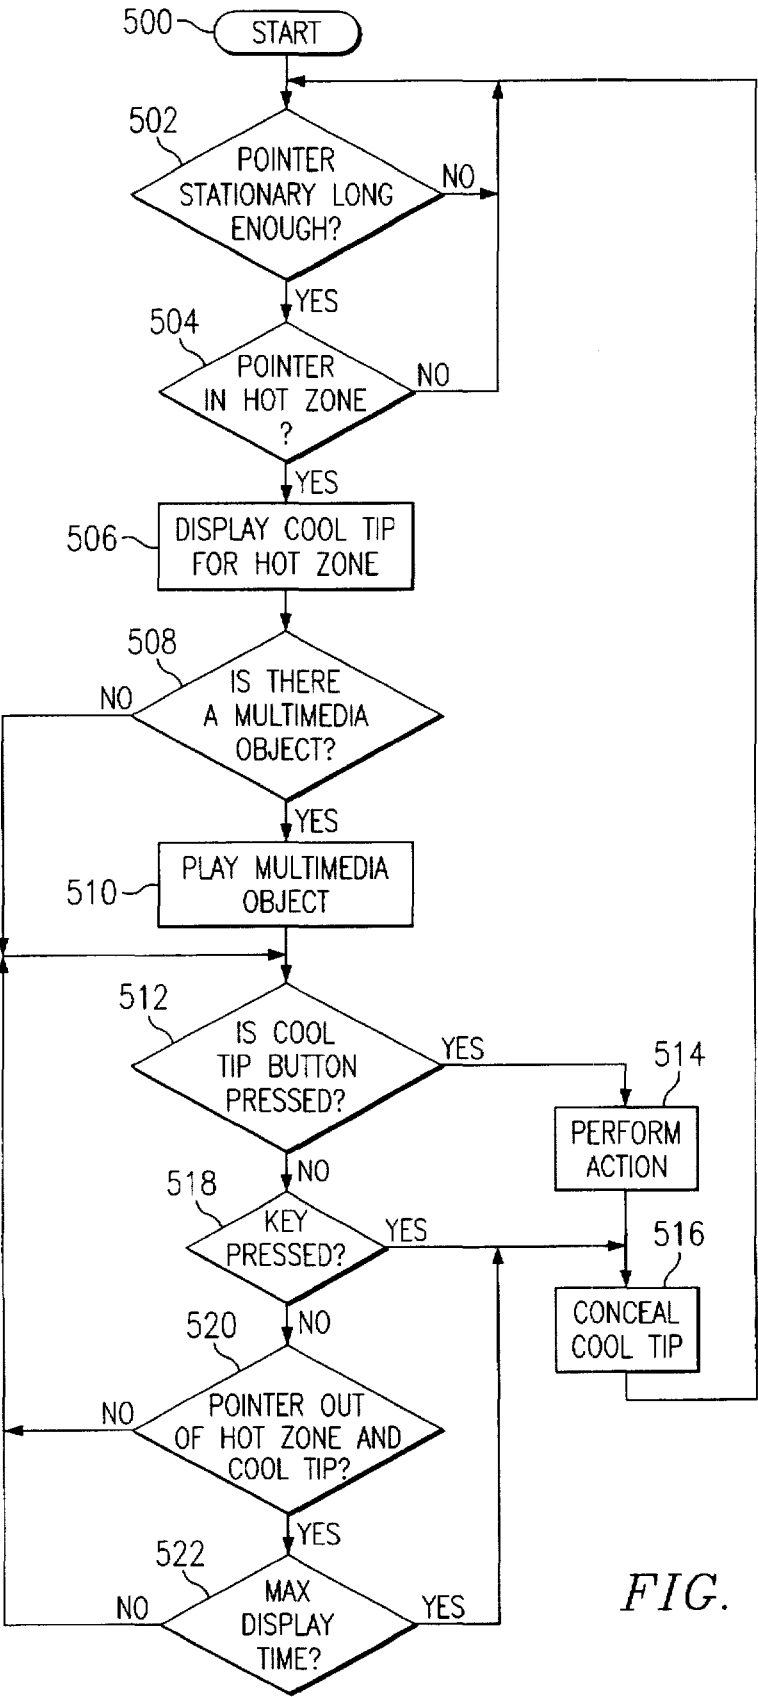 500
START
502
POINTER
STATIONARY LONG
ENOUGH?
NO
YES
504
POINTER
IN HOT ZONE
?
NO
YES
506
DISPLAY COOL TIP
FOR HOT ZONE
508
IS THERE
A MULTIMEDIA
OBJECT?
NO
YES
510
PLAY MULTIMEDIA
OBJECT
512
IS COOL
TIP BUTTON
PRESSED?
YES
514
PERFORM
ACTION
NO
518
KEY
PRESSED?
YES
516
CONCEAL
COOL TIP
NO
520
POINTER OUT
OF HOT ZONE AND
COOL TIP?
NO
YES
522
MAX
DISPLAY
TIME?
NO
YES
FIG.